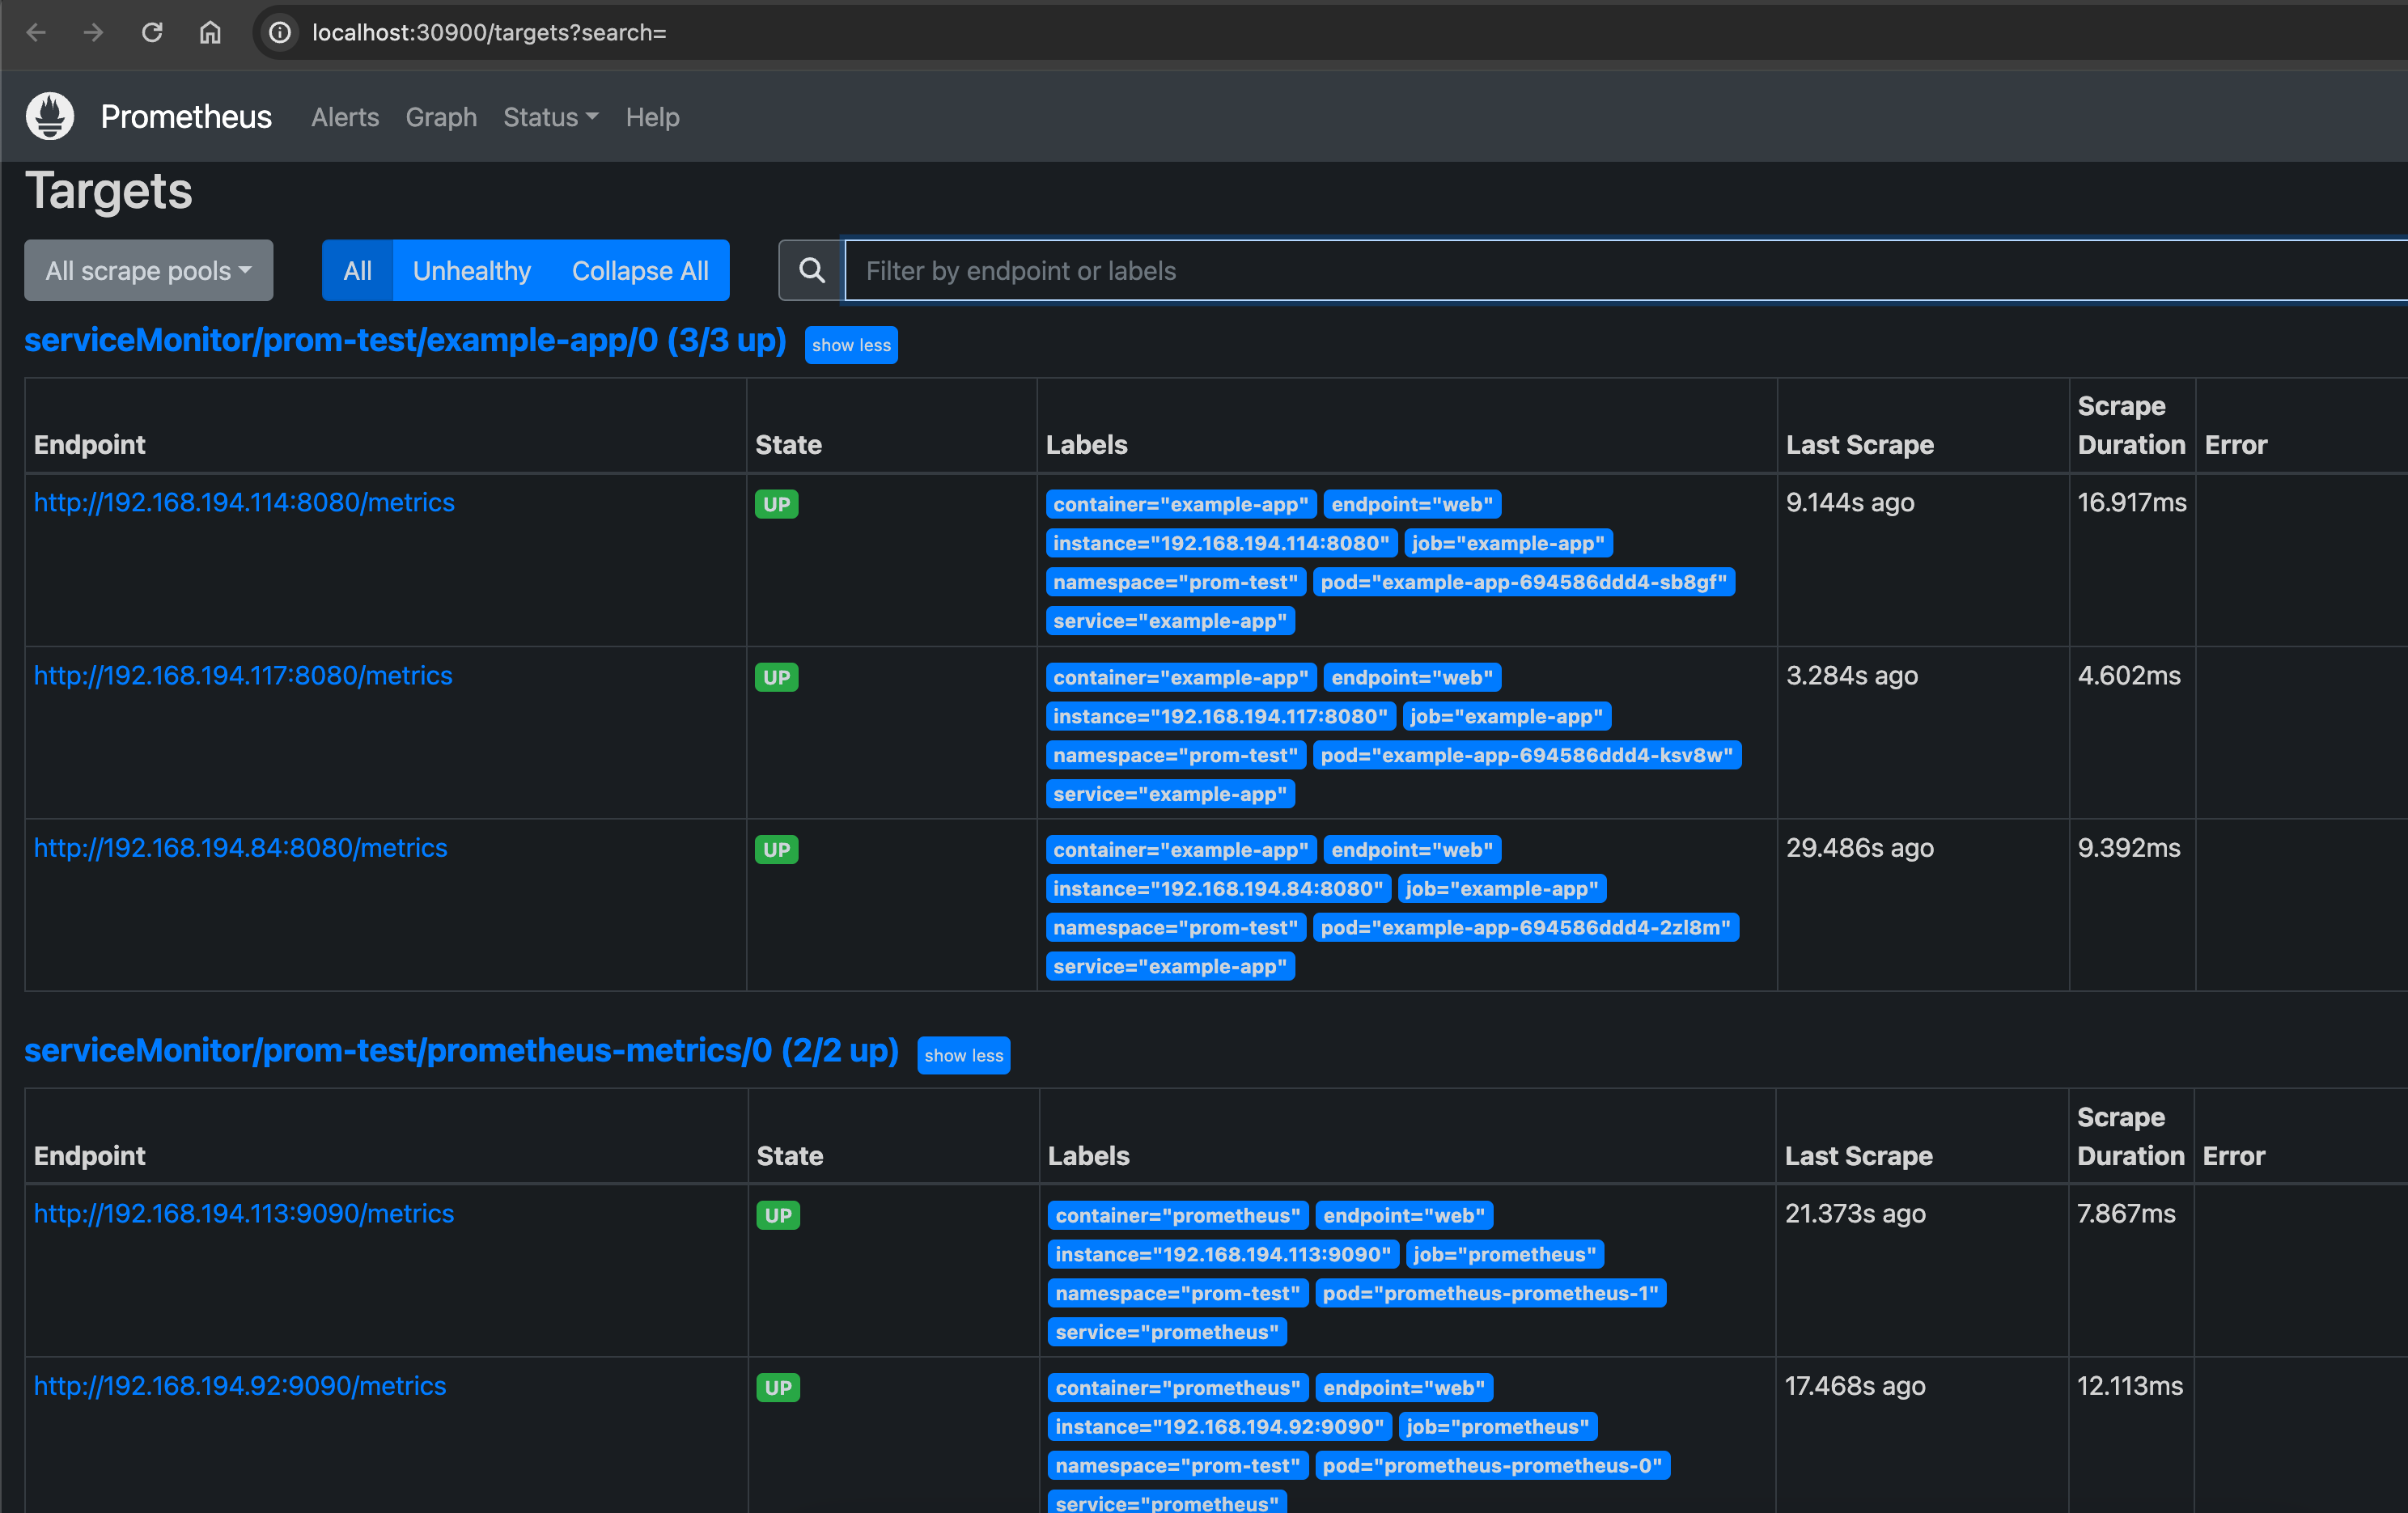 localhost:30900/targets?search=
Prometheus Alerts Graph Status Help
Targets
All scrape pools All Unhealthy Collapse All Filter by endpoint or labels
serviceMonitor/prom-test/example-app/0 (3/3 up) show less
Endpoint State Labels Last Scrape Scrape Duration Error
http://192.168.194.114:8080/metrics UP container="example-app" endpoint="web" 9.144s ago 16.917ms
instance="192.168.194.114:8080" job="example-app"
namespace="prom-test" pod="example-app-694586ddd4-sb8gf"
service="example-app"
http://192.168.194.117:8080/metrics UP container="example-app" endpoint="web" 3.284s ago 4.602ms
instance="192.168.194.117:8080" job="example-app"
namespace="prom-test" pod="example-app-694586ddd4-ksv8w"
service="example-app"
http://192.168.194.84:8080/metrics UP container="example-app" endpoint="web" 29.486s ago 9.392ms
instance="192.168.194.84:8080" job="example-app"
namespace="prom-test" pod="example-app-694586ddd4-2zl8m"
service="example-app"
serviceMonitor/prom-test/prometheus-metrics/0 (2/2 up) show less
Endpoint State Labels Last Scrape Scrape Duration Error
http://192.168.194.113:9090/metrics UP container="prometheus" endpoint="web" 21.373s ago 7.867ms
instance="192.168.194.113:9090" job="prometheus"
namespace="prom-test" pod="prometheus-prometheus-1"
service="prometheus"
http://192.168.194.92:9090/metrics UP container="prometheus" endpoint="web" 17.468s ago 12.113ms
instance="192.168.194.92:9090" job="prometheus"
namespace="prom-test" pod="prometheus-prometheus-0"
service="prometheus"